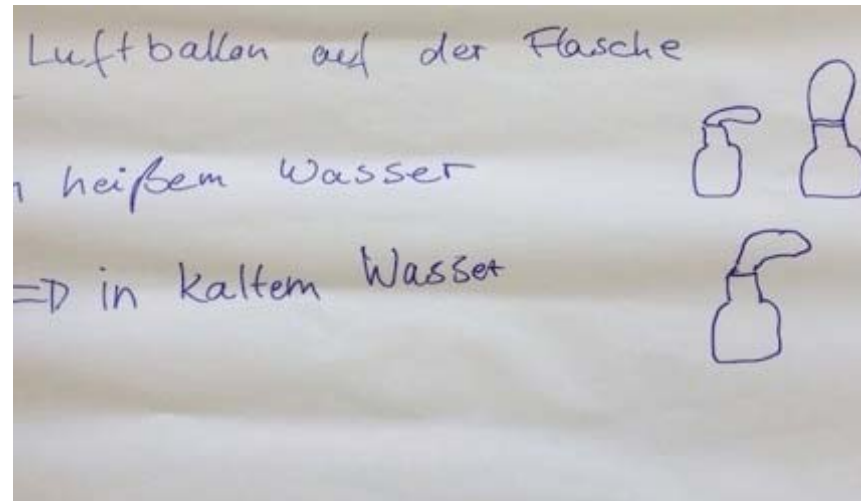 Luftballon auf der Flasche
heißem Wasser
=D in kaltem Wasser